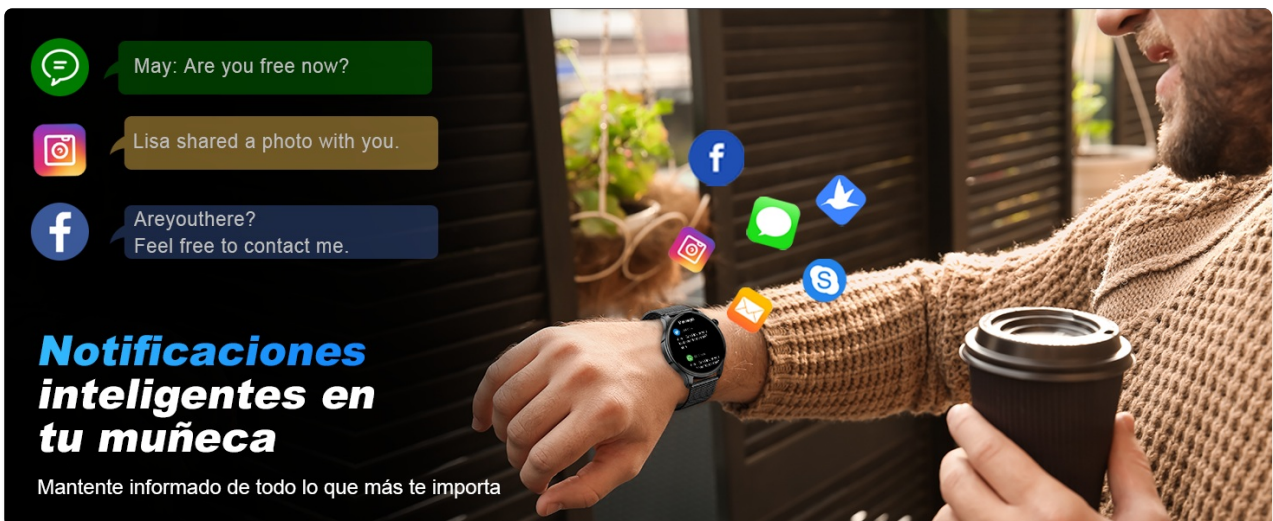 May: Are you free now?
Lisa shared a photo with you.
Areyouthere?
Feel free to contact me.
Notificaciones
inteligentes en
tu muñeca
Mantente informado de todo lo que más te importa